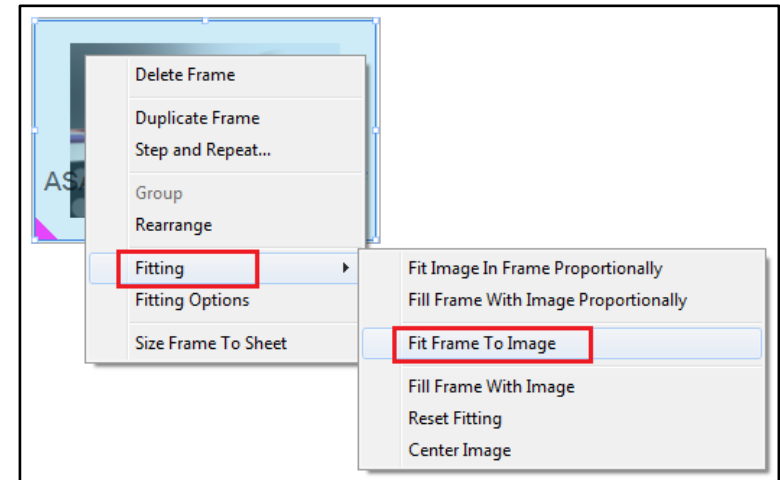 Delete Frame
Duplicate Frame
Step and Repeat...
ASA
Group
Rearrange
Fitting
Fitting Options
Size Frame To Sheet
Fit Image In Frame Proportionally
Fill Frame With Image Proportionally
Fit Frame To Image
Fill Frame With Image
Reset Fitting
Center Image